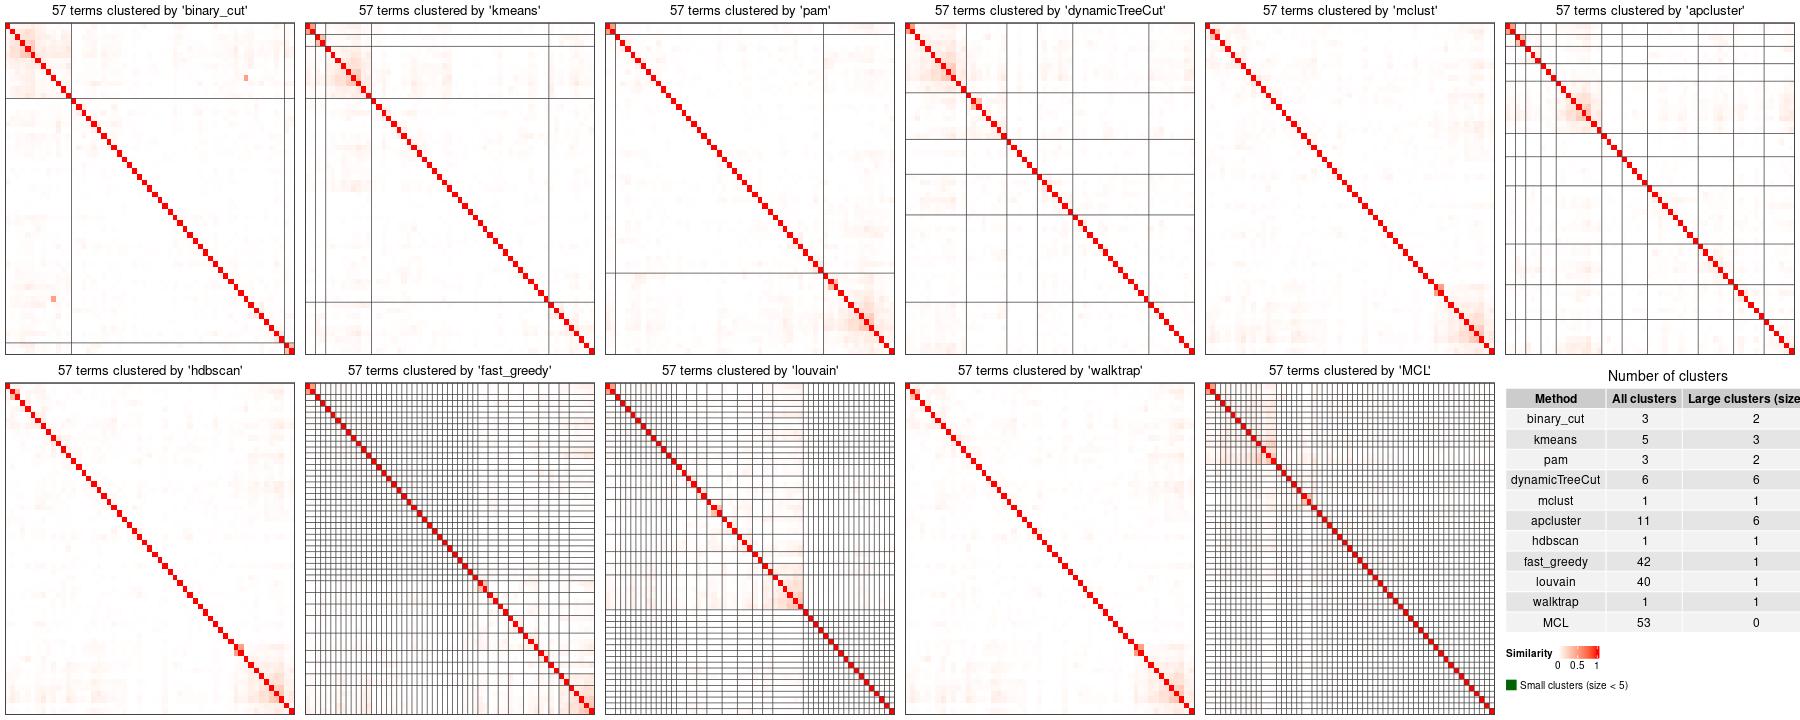 57 terms clustered by 'binary_cut'
57 terms clustered by 'kmeans'
57 terms clustered by 'pam'
57 terms clustered by 'dynamicTreeCut'
57 terms clustered by 'mclust'
57 terms clustered by 'apcluster'
57 terms clustered by 'hdbscan'
57 terms clustered by 'fast_greedy'
57 terms clustered by 'louvain'
57 terms clustered by 'walktrap'
57 terms clustered by 'MCL'
Number of clusters
Method All clusters Large clusters (size
binary_cut 3 2
kmeans 5 3
pam 3 2
dynamicTreeCut 6 6
mclust 1 1
apcluster 11 6
hdbscan 1 1
fast_greedy 42 1
louvain 40 1
walktrap 1 1
MCL 53 0
Similarity
0 0.5 1
Small clusters (size < 5)